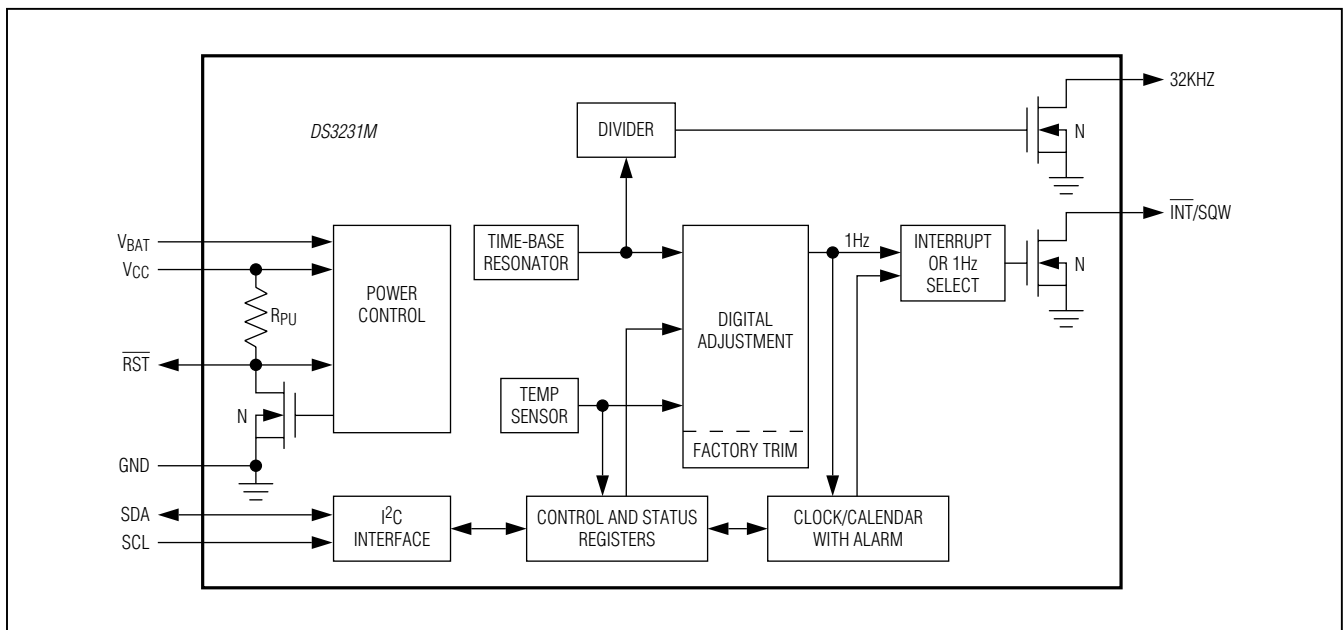 32KHZ
DS3231M
DIVIDER
N
INT/SQW
VBAT
VCC
TIME-BASE
RESONATOR
1Hz
INTERRUPT
OR 1Hz
SELECT
N
POWER
CONTROL
RPU
DIGITAL
ADJUSTMENT
RST
TEMP
SENSOR
N
FACTORY TRIM
GND
SDA
SCL
I2C
INTERFACE
CONTROL AND STATUS
REGISTERS
CLOCK/CALENDAR
WITH ALARM